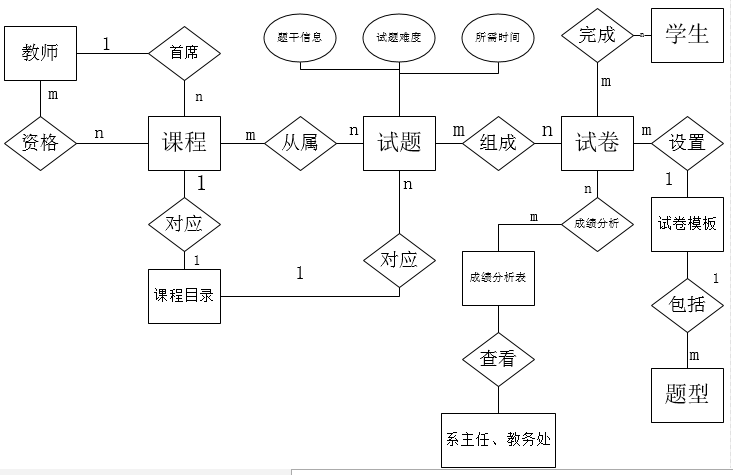 教师
1
首席
题干信息
试题难度
所需时间
完成
n
学生
m
n
m
资格
n
课程
m
从属
n
试题
m
组成
n
试卷
m
设置
1
n
n
1
对应
m
成绩分析
试卷模板
1
对应
课程目录
1
成绩分析表
1
包括
查看
m
题型
系主任、教务处